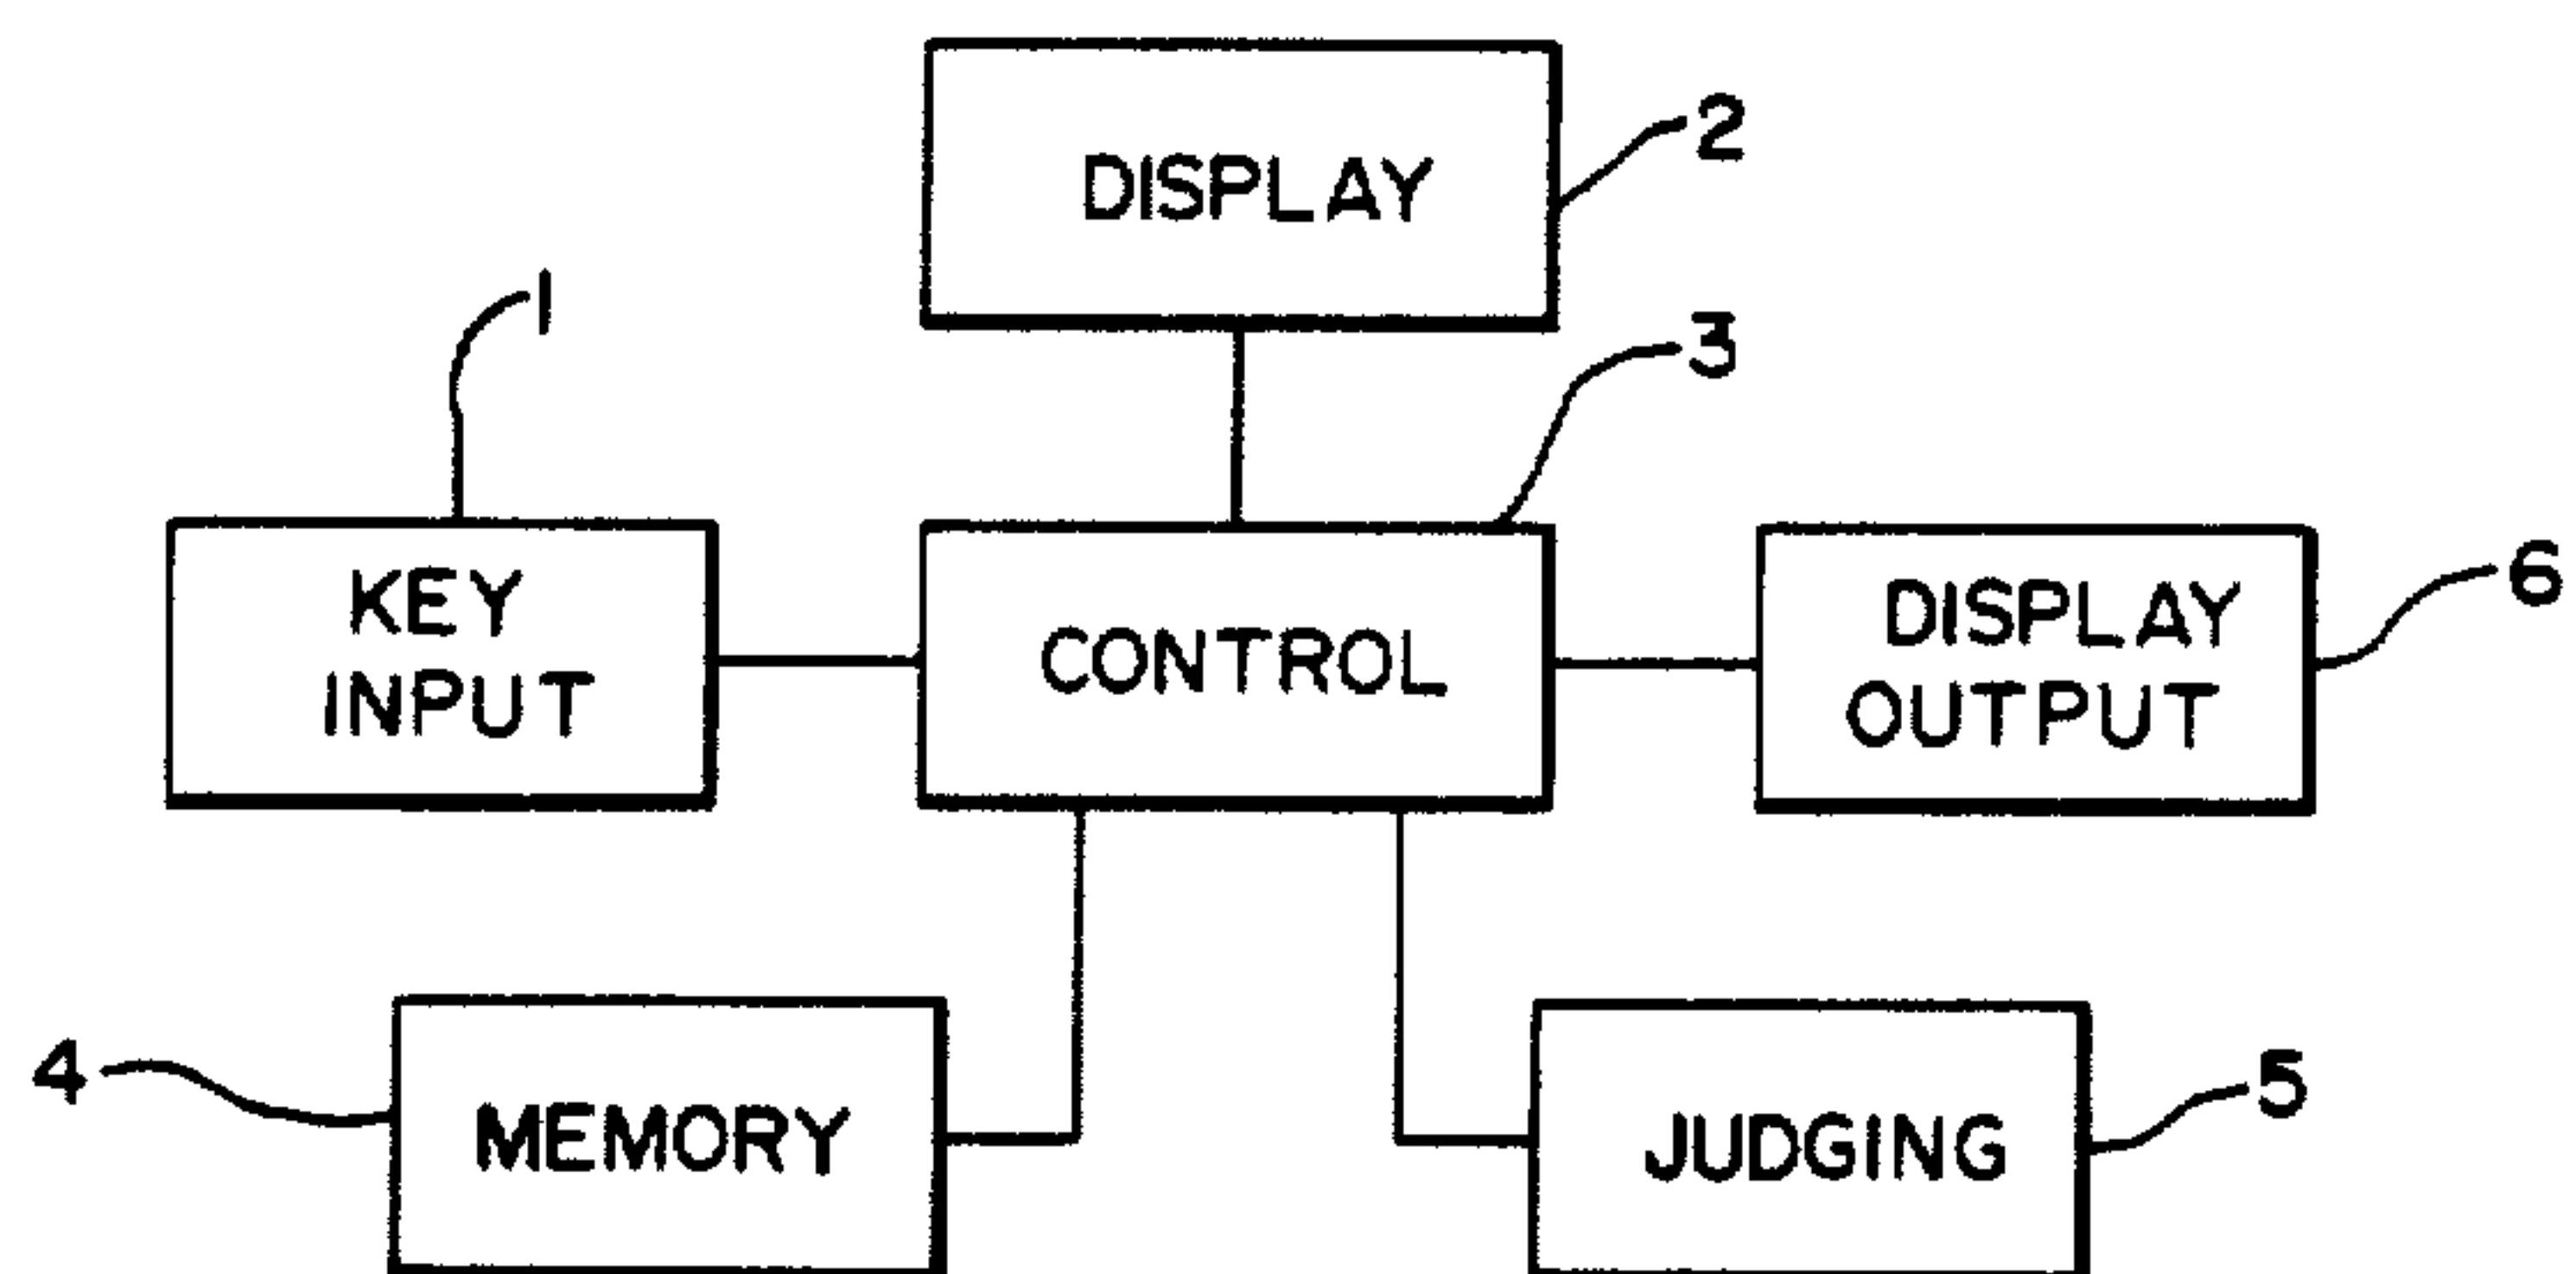 DISPLAY
2
1
3
KEY
INPUT
CONTROL
DISPLAY
OUTPUT
6
4
MEMORY
JUDGING
5